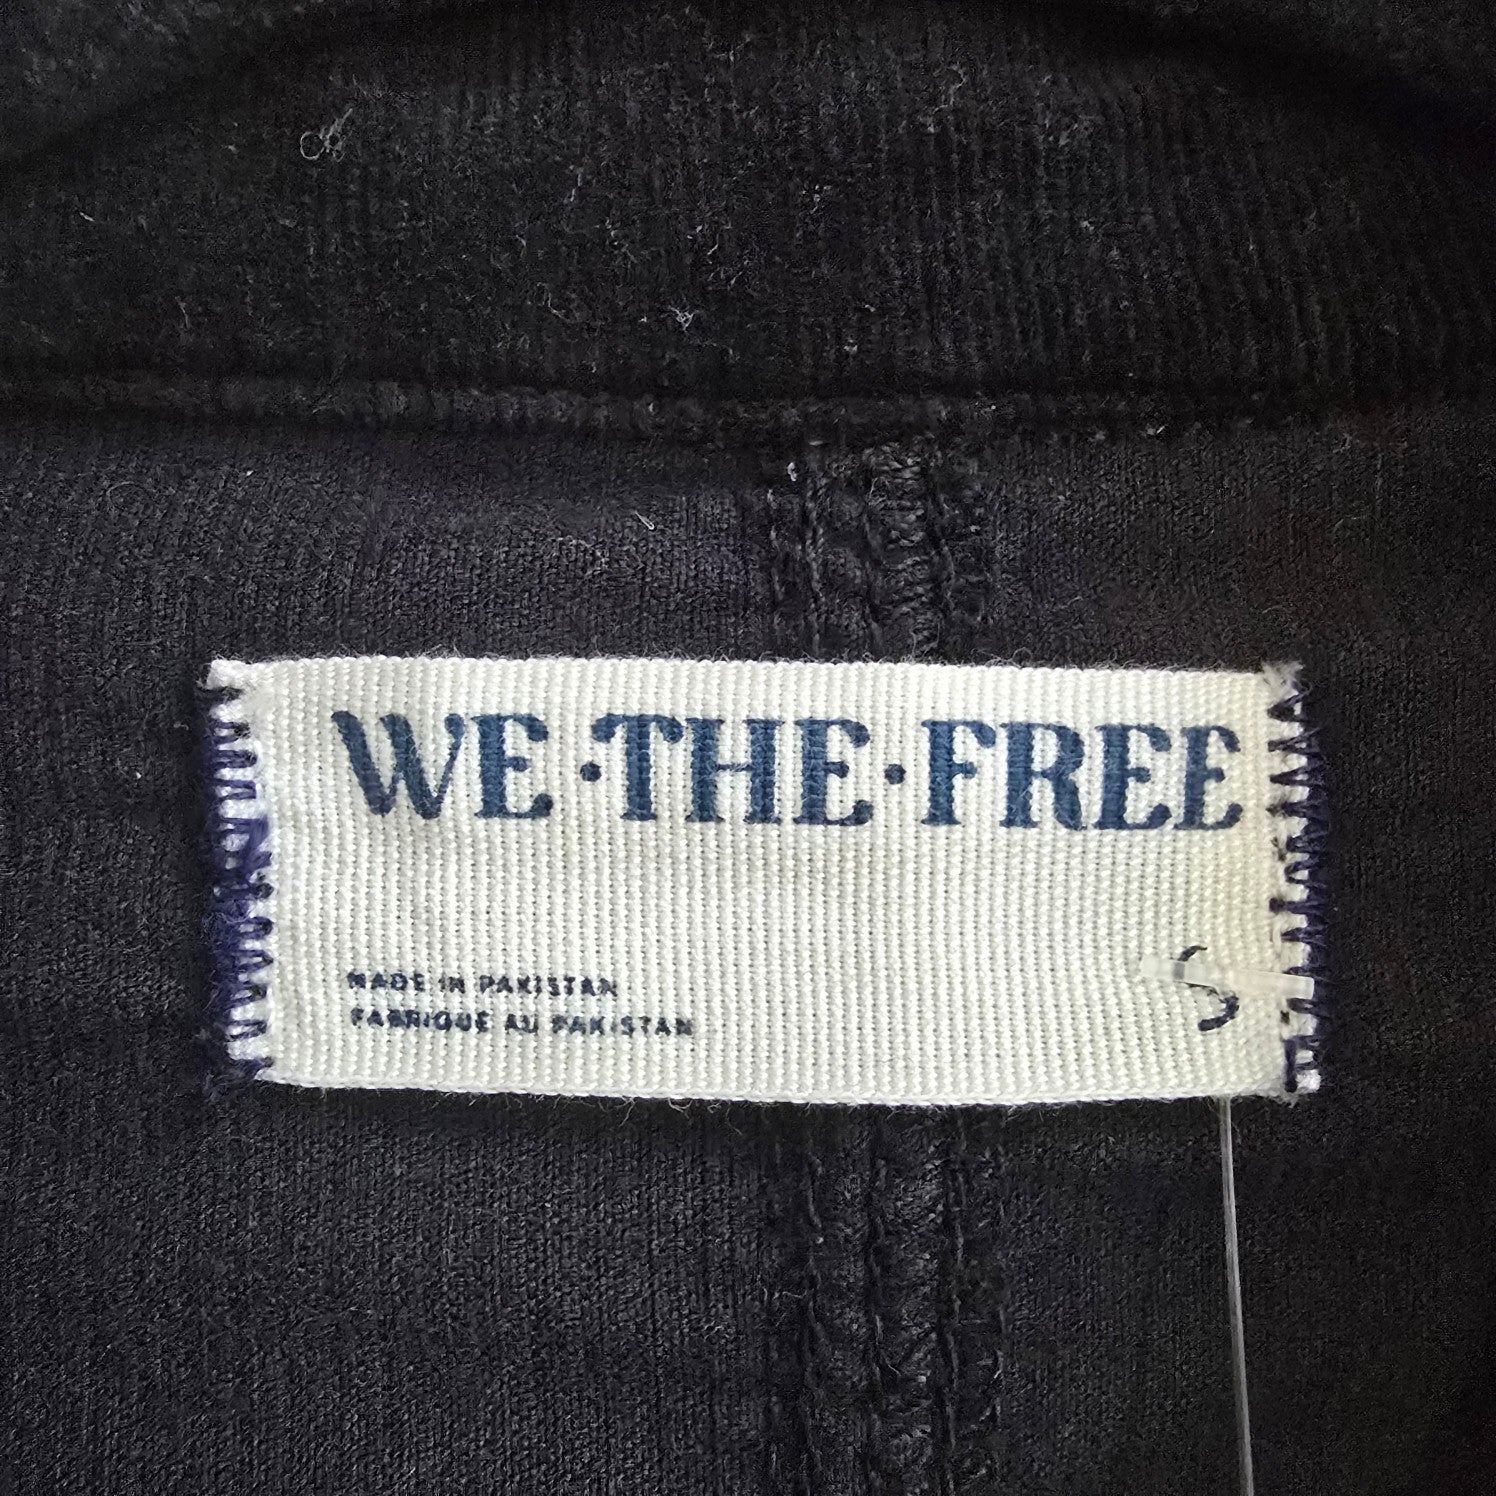 WE·THE·FREE
MADE IN PAKISTAN
FABRIQUÉ AU PAKISTAN
S